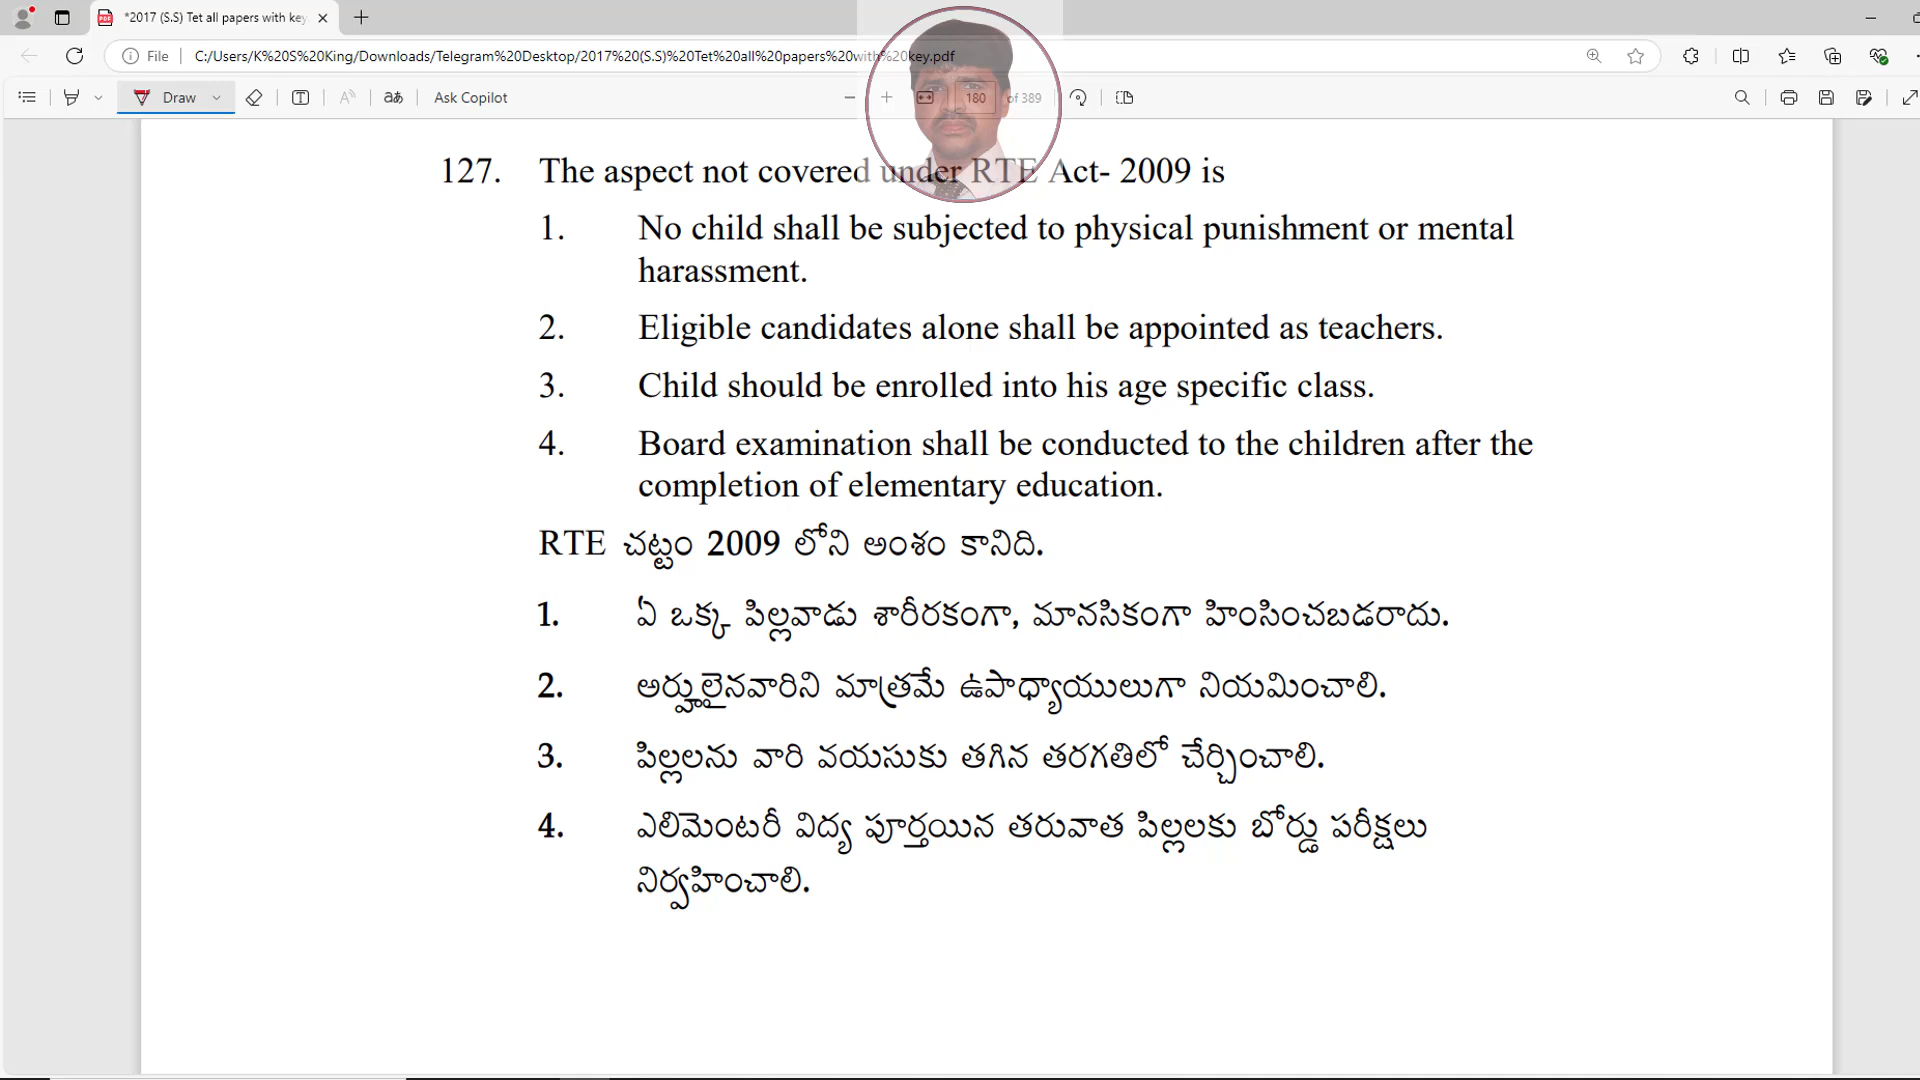 *2017 (S.S) Tet all papers with key
File
C:/Users/K%20S%20King/Downloads/Telegram%20Desktop/2017%20(S.S)%20Tet%20all%20papers%20with%20key.pdf
Draw
aあ
Ask Copilot
180 of 389
127. The aspect not covered under RTE Act- 2009 is
1. No child shall be subjected to physical punishment or mental
harassment.
2. Eligible candidates alone shall be appointed as teachers.
3. Child should be enrolled into his age specific class.
4. Board examination shall be conducted to the children after the
completion of elementary education.
RTE చట్టం 2009 లోని అంశం కానిది.
1. ఏ ఒక్క పిల్లవాడు శారీరకంగా, మానసికంగా హింసించబడరాదు.
2. అర్హులైనవారిని మాత్రమే ఉపాధ్యాయులుగా నియమించాలి.
3. పిల్లలను వారి వయసుకు తగిన తరగతిలో చేర్చించాలి.
4. ఎలిమెంటరీ విద్య పూర్తయిన తరువాత పిల్లలకు బోర్డు పరీక్షలు
నిర్వహించాలి.